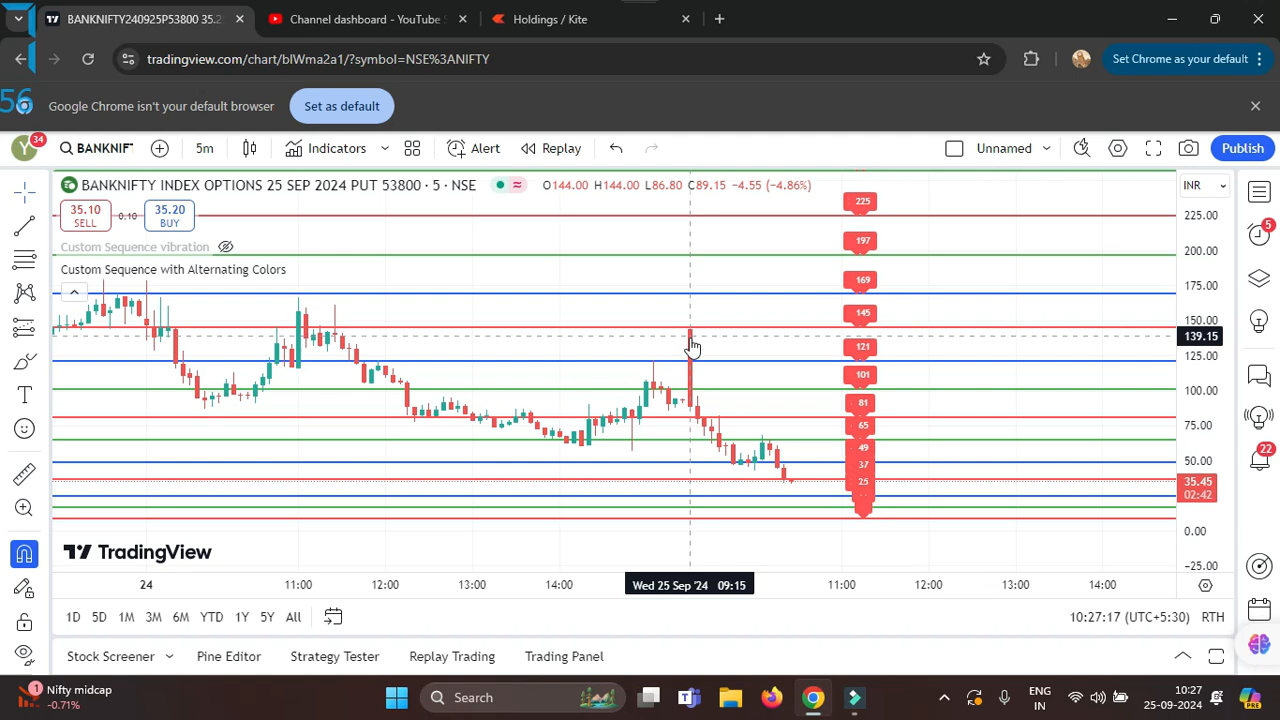 BANKNIFTY240925P53800 35.2
Channel dashboard - YouTube S
Holdings / Kite
tradingview.com/chart/blWma2a1/?symbol=NSE%3ANIFTY
Set Chrome as your default
56
Google Chrome isn't your default browser
Set as default
Y
34
BANKNIFT
5m
Indicators
Alert
Replay
Unnamed
Publish
BANKNIFTY INDEX OPTIONS 25 SEP 2024 PUT 53800 · 5 · NSE
O144.00 H144.00 L86.80 C89.15 -4.55 (-4.86%)
INR
35.10
SELL
0.10
35.20
BUY
Custom Sequence vibration
Custom Sequence with Alternating Colors
225
197
169
145
121
101
81
65
49
37
25
225.00
200.00
175.00
150.00
139.15
125.00
100.00
75.00
50.00
35.45
02:42
0.00
-25.00
5
22
TradingView
24
11:00
12:00
13:00
14:00
Wed 25 Sep '24 09:15
11:00
12:00
13:00
14:00
1D 5D 1M 3M 6M YTD 1Y 5Y All
10:27:17 (UTC+5:30)
RTH
Stock Screener
Pine Editor
Strategy Tester
Replay Trading
Trading Panel
1
Nifty midcap
-0.71%
Search
ENG
IN
10:27
25-09-2024
PRE